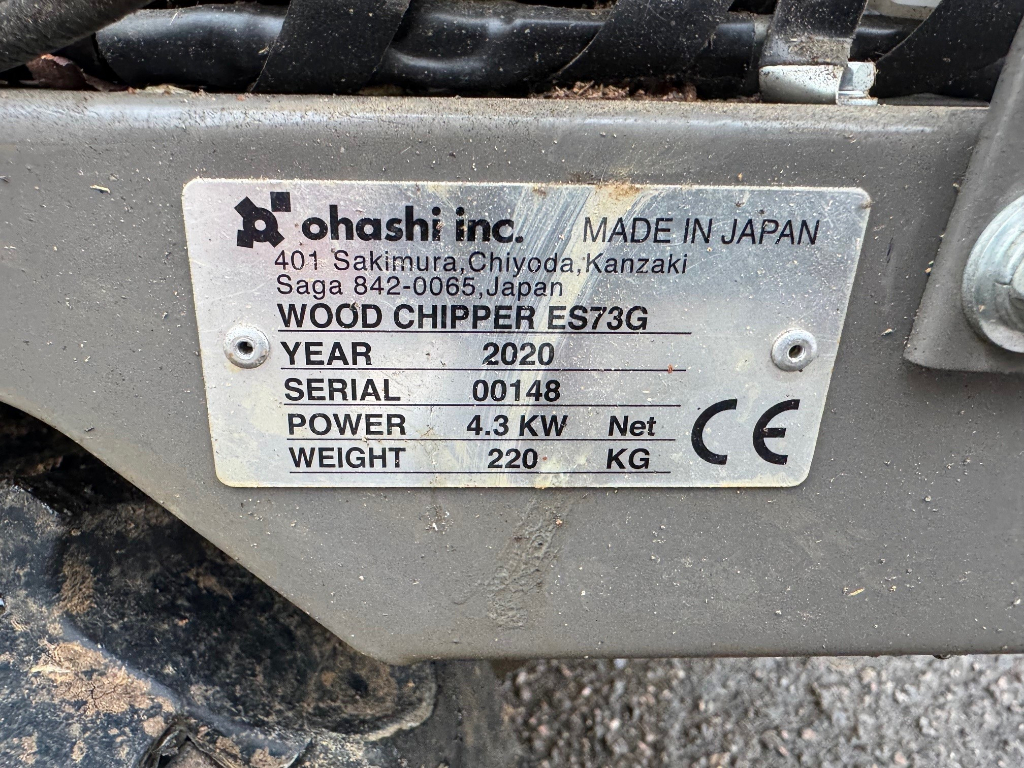 ohashi inc. MADE IN JAPAN
401 Sakimura,Chiyoda,Kanzaki
Saga 842-0065,Japan
WOOD CHIPPER ES73G
YEAR 2020
SERIAL 00148
POWER 4.3 KW Net
WEIGHT 220 KG
CE